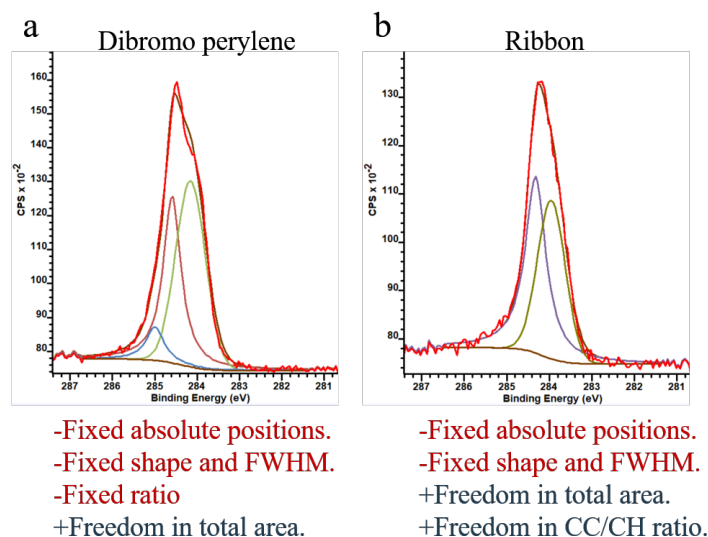 a
Dibromo perylene
160
150
140
130
120
110
100
90
80
CPS x 10⁻²
287 286 285 284 283 282 281
Binding Energy (eV)
-Fixed absolute positions.
-Fixed shape and FWHM.
-Fixed ratio
+Freedom in total area.
b
Ribbon
130
120
110
100
90
80
CPS x 10⁻²
287 286 285 284 283 282 281
Binding Energy (eV)
-Fixed absolute positions.
-Fixed shape and FWHM.
+Freedom in total area.
+Freedom in CC/CH ratio.